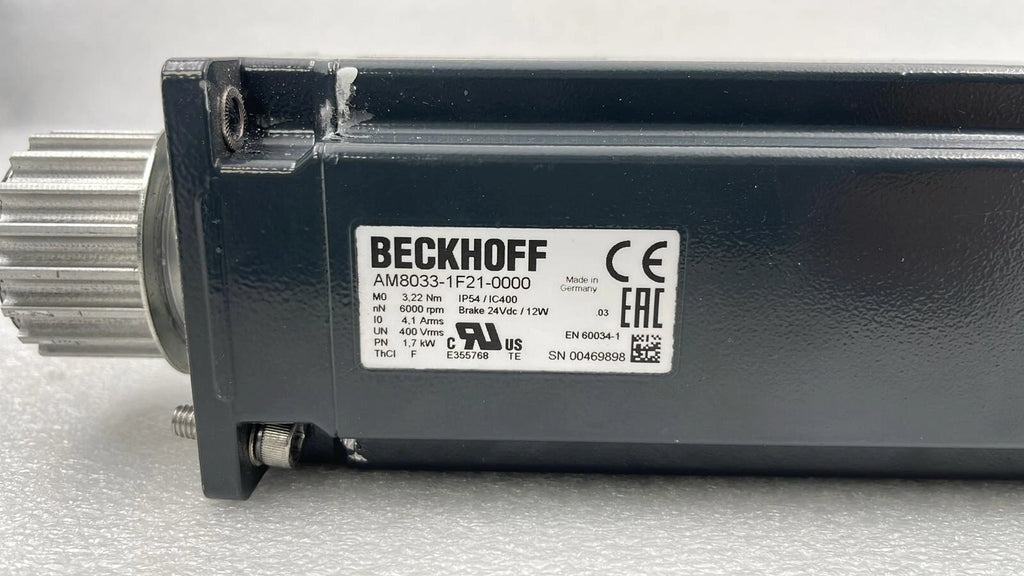 BECKHOFF
CE
AM8033-1F21-0000
Made in
Germany
M0 3,22 Nm IP54 / IC400
nN 6000 rpm Brake 24Vdc / 12W
.03
EAC
I0 4,1 Arms
UN 400 Vrms
EN 60034-1
PN 1,7 kW
C RU US
ThCl F E355768 TE
SN 00469898